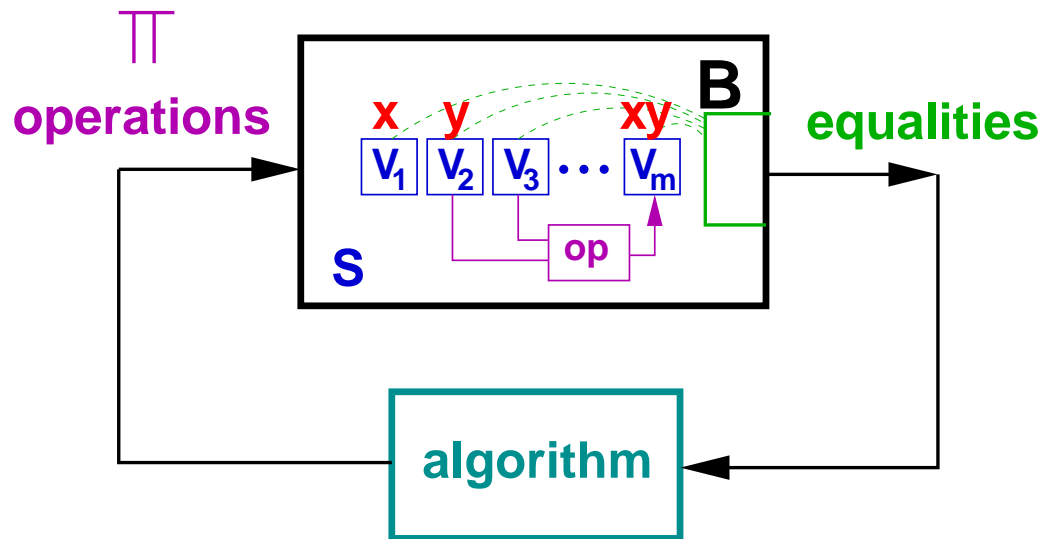 Π
operations
x y xy
B
equalities
V1 V2 V3 ••• Vm
op
S
algorithm